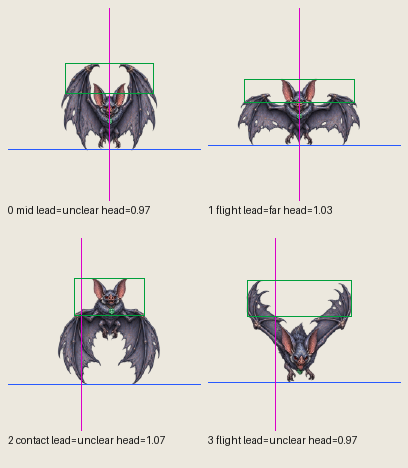 0 mid lead=unclear head=0.97
1 flight lead=far head=1.03
2 contact lead=unclear head=1.07
3 flight lead=unclear head=0.97